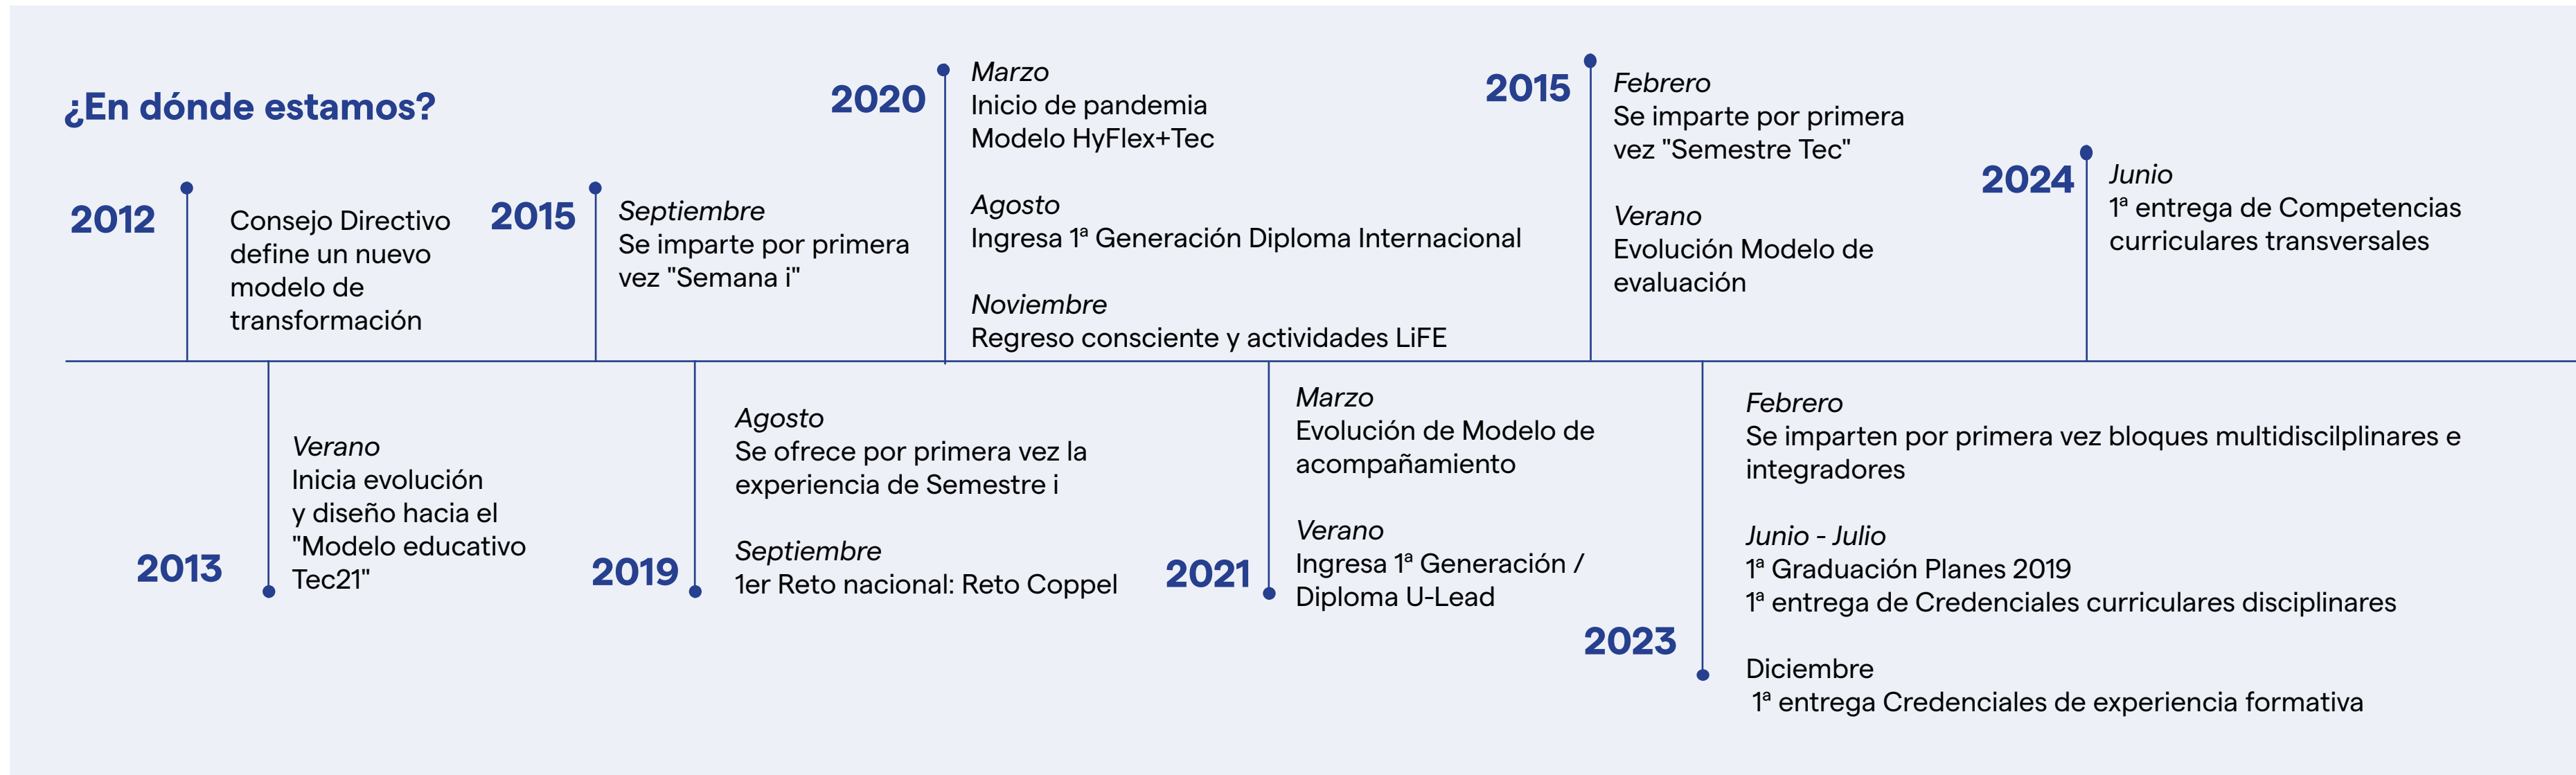 ¿En dónde estamos?
2012
Consejo Directivo
define un nuevo
modelo de
transformación
2013
Verano
Inicia evolución
y diseño hacia el
"Modelo educativo
Tec21"
2015
Septiembre
Se imparte por primera
vez "Semana i"
2019
Agosto
Se ofrece por primera vez la
experiencia de Semestre i
Septiembre
1er Reto nacional: Reto Coppel
2020
Marzo
Inicio de pandemia
Modelo HyFlex+Tec
Agosto
Ingresa 1ª Generación Diploma Internacional
Noviembre
Regreso consciente y actividades LiFE
2021
Marzo
Evolución de Modelo de
acompañamiento
Verano
Ingresa 1ª Generación /
Diploma U-Lead
2015
Febrero
Se imparte por primera
vez "Semestre Tec"
Verano
Evolución Modelo de
evaluación
2023
Febrero
Se imparten por primera vez bloques multidiscilplinares e
integradores
Junio - Julio
1ª Graduación Planes 2019
1ª entrega de Credenciales curriculares disciplinares
Diciembre
1ª entrega Credenciales de experiencia formativa
2024
Junio
1ª entrega de Competencias
curriculares transversales